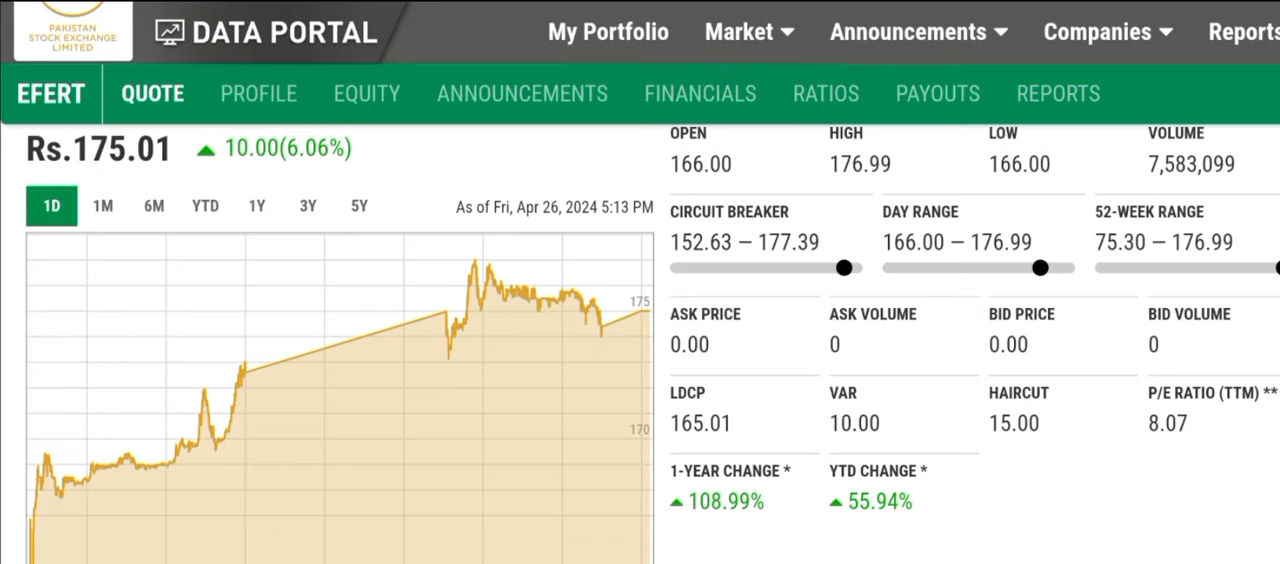 PAKISTAN
STOCK EXCHANGE
LIMITED
DATA PORTAL
My Portfolio Market Announcements Companies Reports
EFERT QUOTE PROFILE EQUITY ANNOUNCEMENTS FINANCIALS RATIOS PAYOUTS REPORTS
Rs.175.01 10.00(6.06%)
1D 1M 6M YTD 1Y 3Y 5Y As of Fri, Apr 26, 2024 5:13 PM
175
170
OPEN HIGH LOW VOLUME
166.00 176.99 166.00 7,583,099
CIRCUIT BREAKER DAY RANGE 52-WEEK RANGE
152.63 — 177.39 166.00 — 176.99 75.30 — 176.99
ASK PRICE ASK VOLUME BID PRICE BID VOLUME
0.00 0 0.00 0
LDCP VAR HAIRCUT P/E RATIO (TTM) **
165.01 10.00 15.00 8.07
1-YEAR CHANGE * YTD CHANGE *
108.99% 55.94%